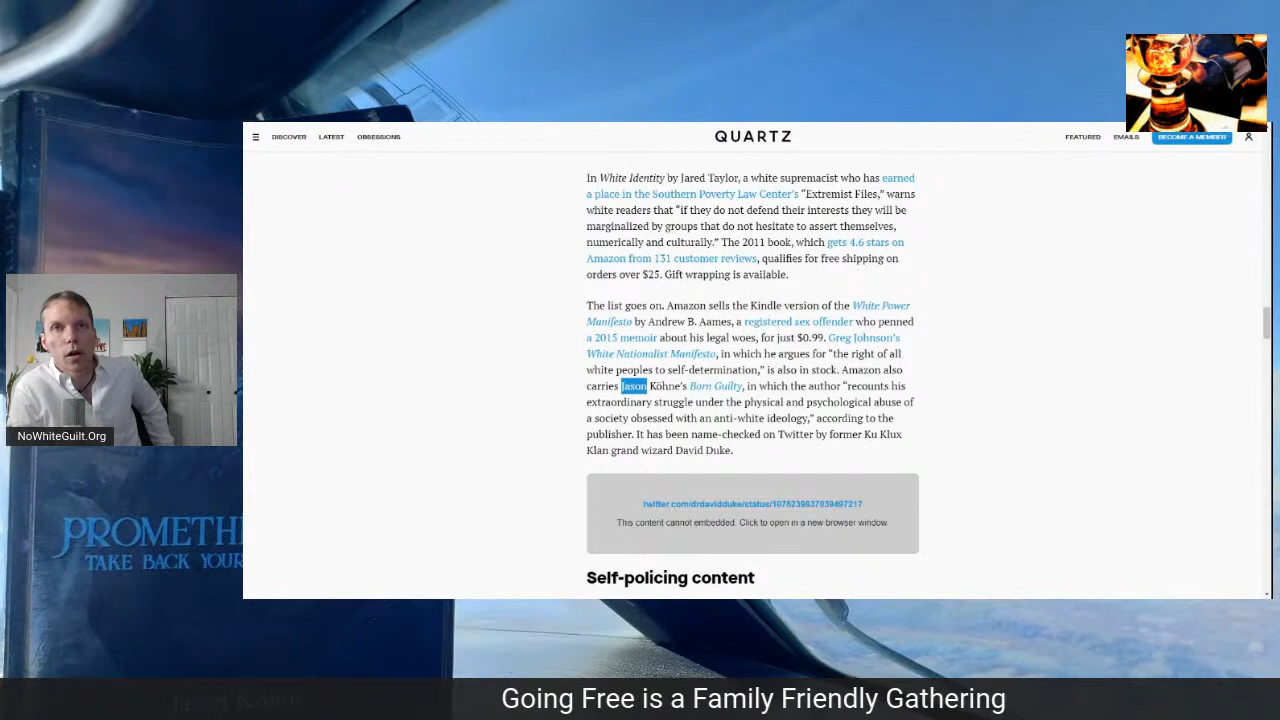 DISCOVER LATEST OBSESSIONS QUARTZ FEATURED EMAILS BECOME A MEMBER
In White Identity by Jared Taylor, a white supremacist who has earned
a place in the Southern Poverty Law Center's “Extremist Files,” warns
white readers that “if they do not defend their interests they will be
marginalized by groups that do not hesitate to assert themselves,
numerically and culturally.” The 2011 book, which gets 4.6 stars on
Amazon from 131 customer reviews, qualifies for free shipping on
orders over $25. Gift wrapping is available.
The list goes on. Amazon sells the Kindle version of the White Power
Manifesto by Andrew B. Aames, a registered sex offender who penned
a 2015 memoir about his legal woes, for just $0.99. Greg Johnson's
White Nationalist Manifesto, in which he argues for “the right of all
white peoples to self-determination,” is also in stock. Amazon also
carries Jason Köhne's Born Guilty, in which the author “recounts his
extraordinary struggle under the physical and psychological abuse of
a society obsessed with an anti-white ideology,” according to the
publisher. It has been name-checked on Twitter by former Ku Klux
Klan grand wizard David Duke.
twitter.com/drdavidduke/status/1075239837039497217
This content cannot embedded. Click to open in a new browser window.
Self-policing content
NoWhiteGuilt.Org
PROMETH
TAKE BACK YOUR
Jason Köhne
Going Free is a Family Friendly Gathering